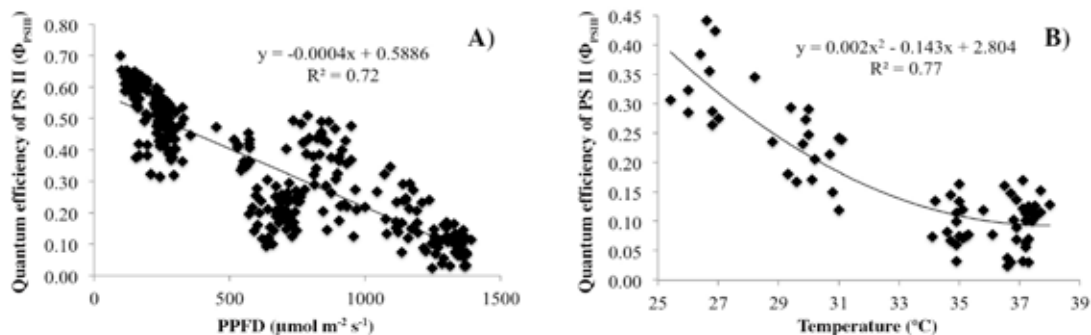 A)
y = -0.0004x + 0.5886
R² = 0.72
Quantum efficiency of PS II (Φ_PSII)
0.80
0.70
0.60
0.50
0.40
0.30
0.20
0.10
0.00
0 500 1000 1500
PPFD (µmol m⁻² s⁻¹)
B)
y = 0.002x² - 0.143x + 2.804
R² = 0.77
Quantum efficiency of PS II (Φ_PSII)
0.45
0.40
0.35
0.30
0.25
0.20
0.15
0.10
0.05
0.00
25 27 29 31 33 35 37 39
Temperature (ºC)